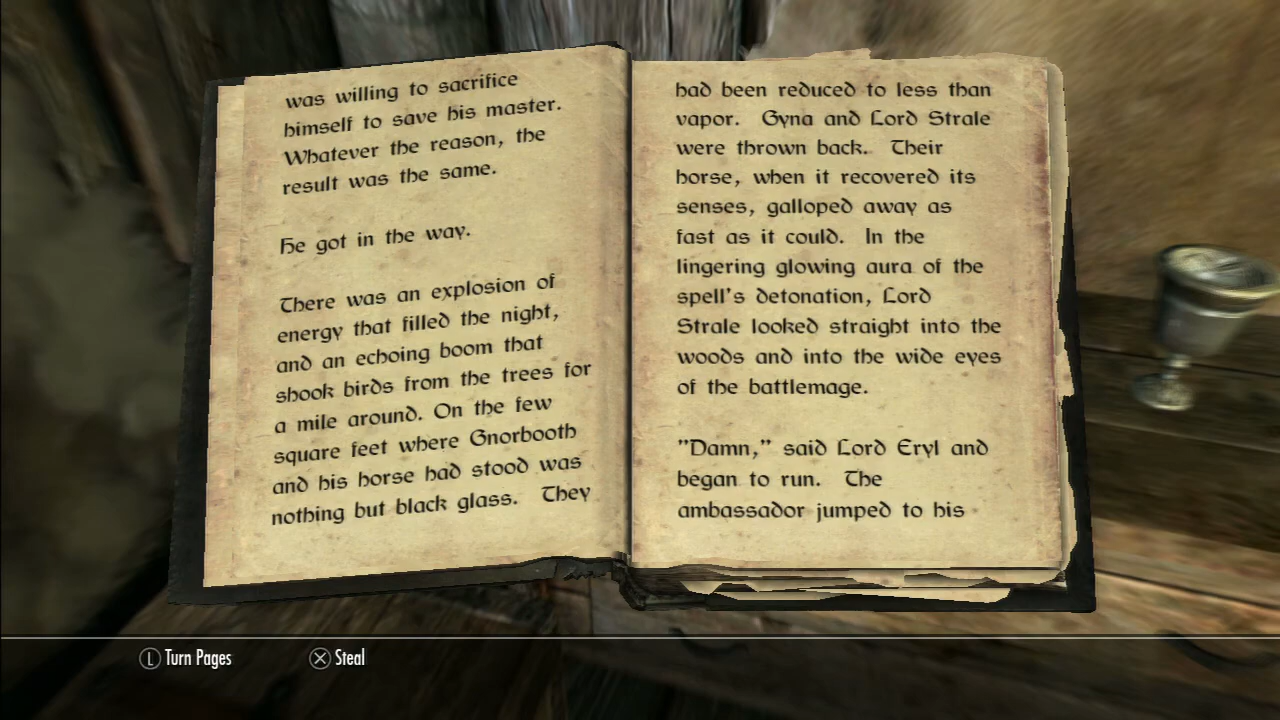 was willing to sacrifice
himself to save his master.
Whatever the reason, the
result was the same.
He got in the way.
There was an explosion of
energy that filled the night,
and an echoing boom that
shook birds from the trees for
a mile around. On the few
square feet where Gnorbooth
and his horse had stood was
nothing but black glass. They
had been reduced to less than
vapor. Gyna and Lord Strale
were thrown back. Their
horse, when it recovered its
senses, galloped away as
fast as it could. In the
lingering glowing aura of the
spell's detonation, Lord
Strale looked straight into the
woods and into the wide eyes
of the battlemage.
"Damn," said Lord Eryl and
began to run. The
ambassador jumped to his
L Turn Pages X Steal